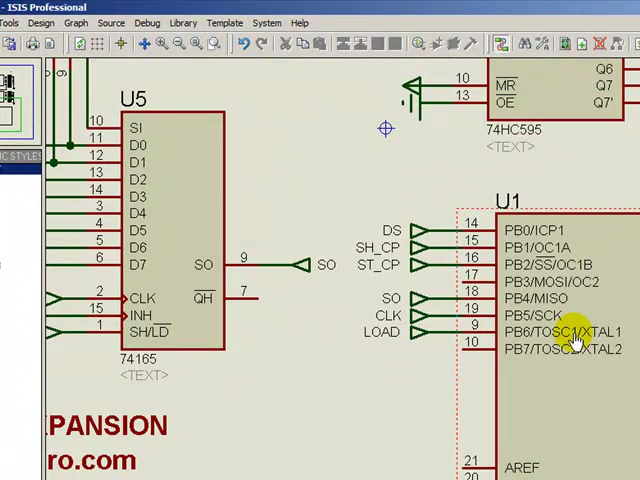 - ISIS Professional
Tools Design Graph Source Debug Library Template System Help
U5
10 SI
11 D0
12 D1
13 D2
14 D3
3 D4
4 D5
5 D6
6 D7
SO 9 SO
2 CLK
QH 7
15 INH
1 SH/LD
74165
<TEXT>
10 MR
13 OE
Q6
Q7
Q7'
74HC595
<TEXT>
U1
DS 14 PB0/ICP1
SH_CP 15 PB1/OC1A
ST_CP 16 PB2/SS/OC1B
17 PB3/MOSI/OC2
SO 18 PB4/MISO
CLK 19 PB5/SCK
LOAD 9 PB6/TOSC1/XTAL1
10 PB7/TOSC2/XTAL2
21 AREF
PANSION
ro.com